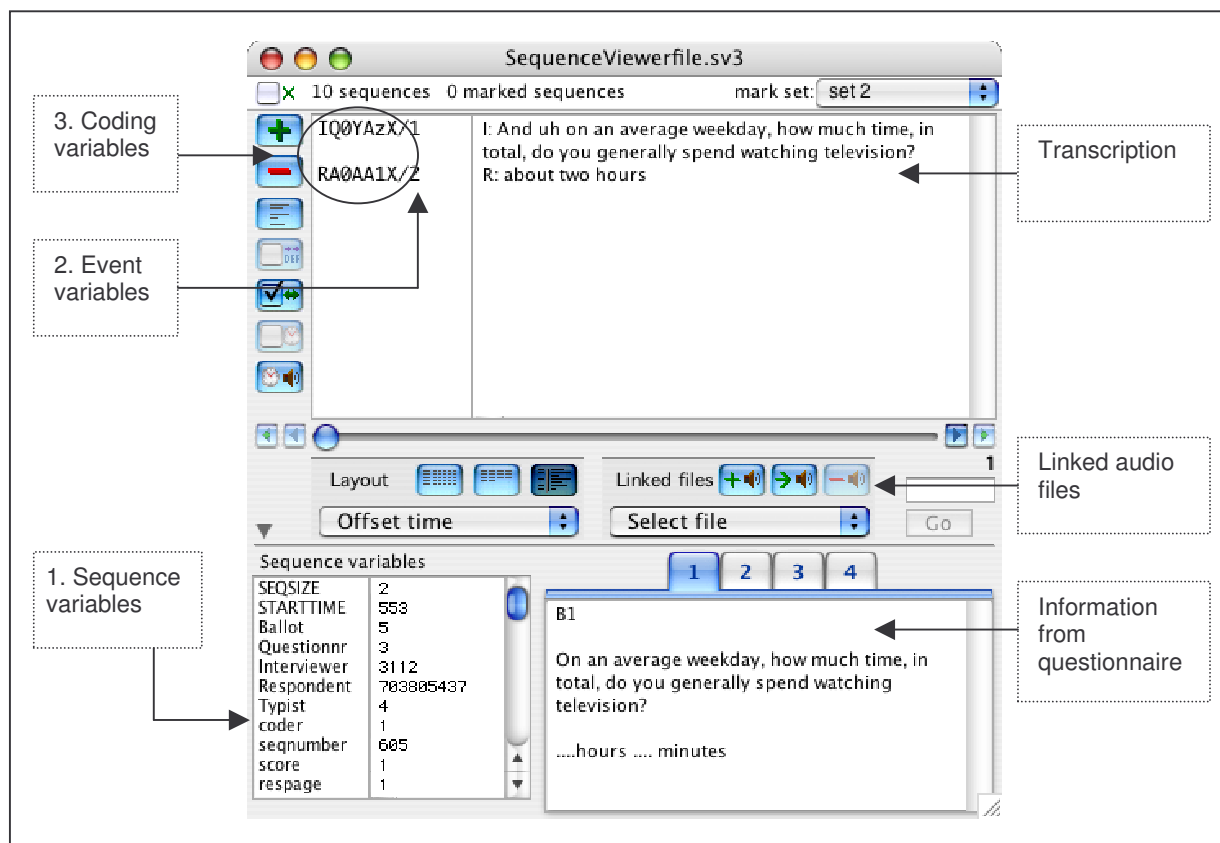 SequenceViewerfile.sv3
10 sequences 0 marked sequences mark set: set 2
3. Coding
variables
IQ0YAzX/1
RA0AA1X/2
I: And uh on an average weekday, how much time, in
total, do you generally spend watching television?
R: about two hours
Transcription
2. Event
variables
DEF
1
Layout
Linked files
Offset time
Select file
Go
Linked audio
files
1. Sequence
variables
Sequence variables
SEQSIZE 2
STARTTIME 553
Ballot 5
Questionnr 3
Interviewer 3112
Respondent 703805437
Typist 4
coder 1
seqnumber 605
score 1
respage 1
1 2 3 4
B1
On an average weekday, how much time, in
total, do you generally spend watching
television?
....hours .... minutes
Information
from
questionnaire